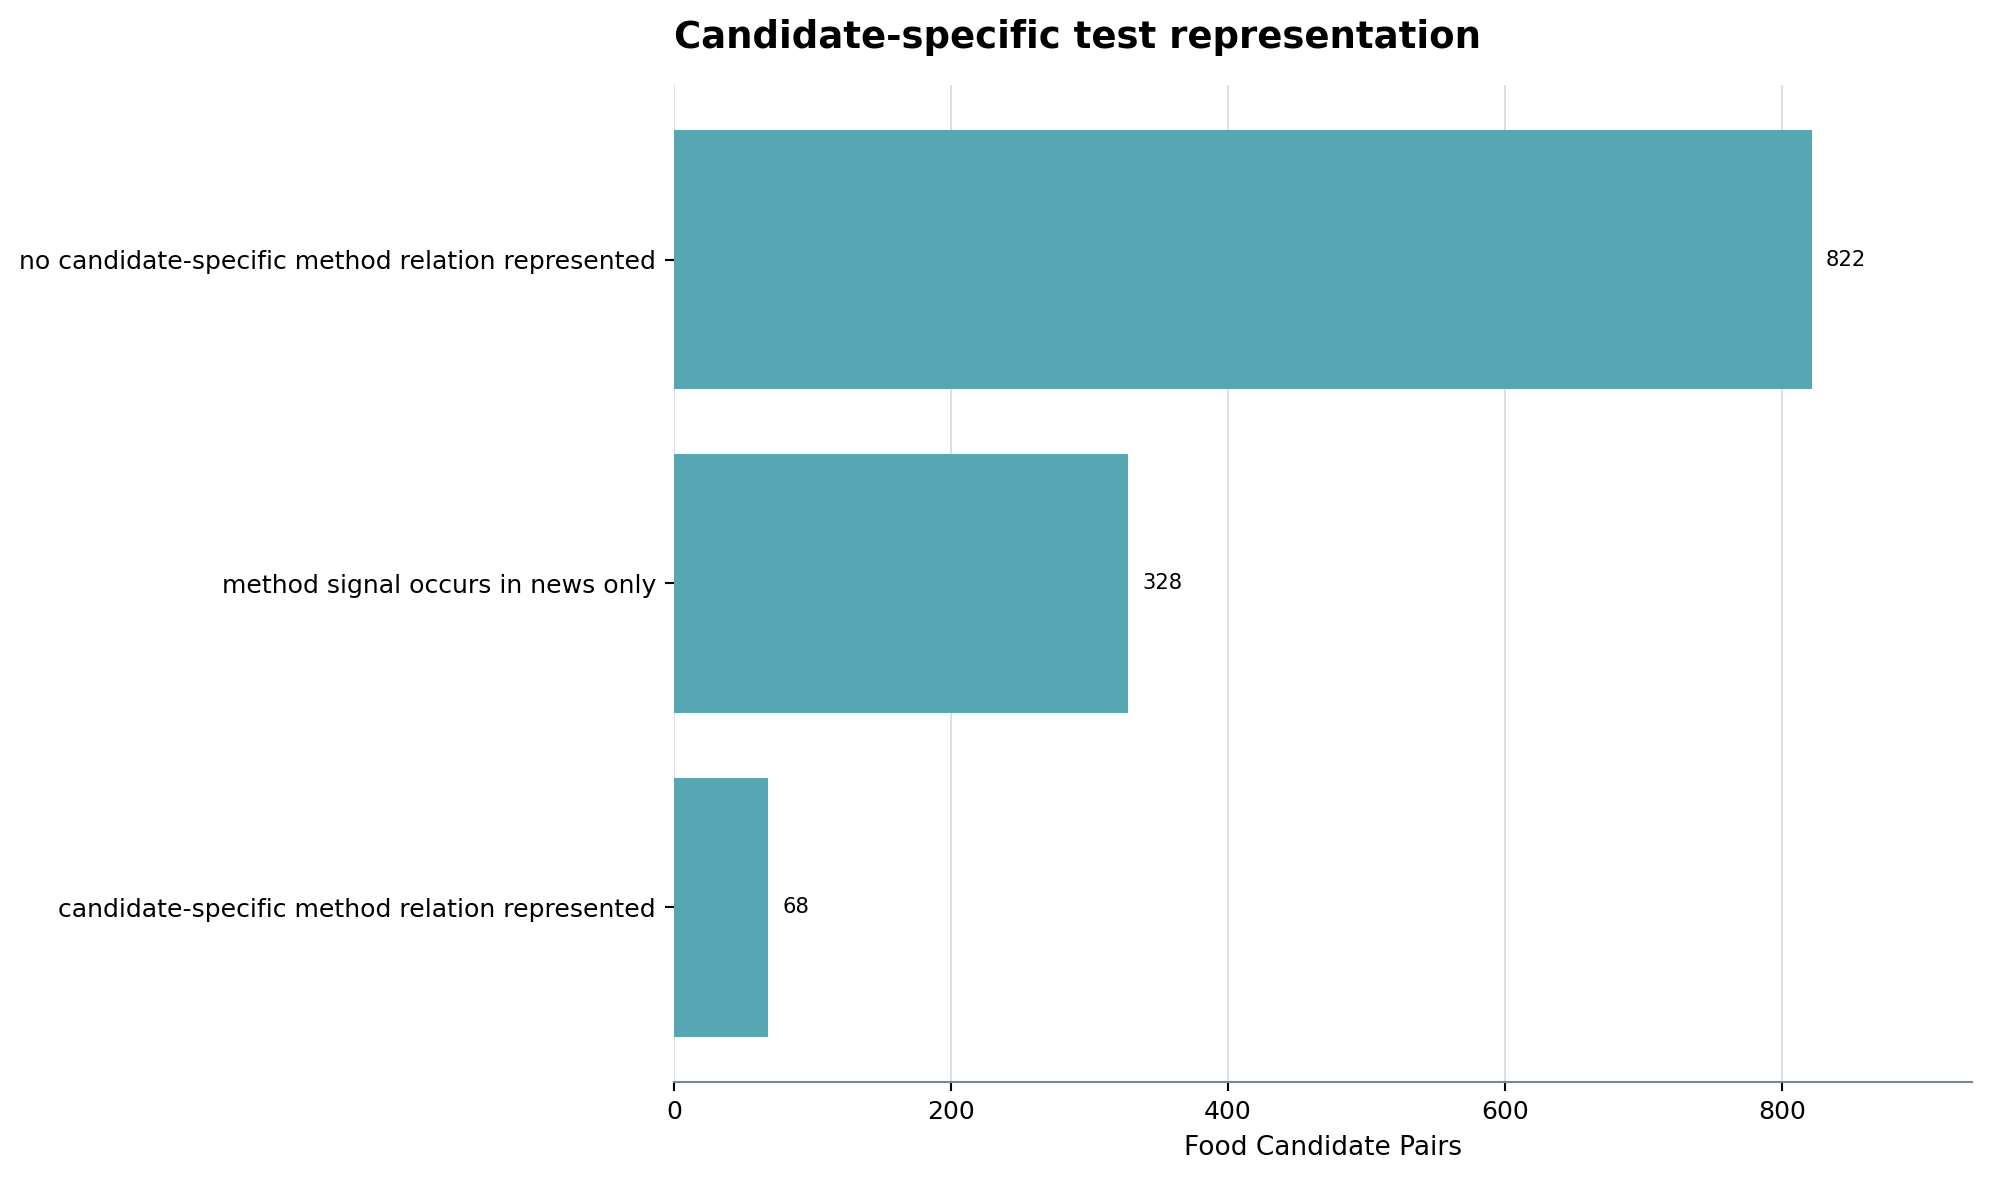 Candidate-specific test representation
no candidate-specific method relation represented
822
method signal occurs in news only
328
candidate-specific method relation represented
68
0 200 400 600 800
Food Candidate Pairs